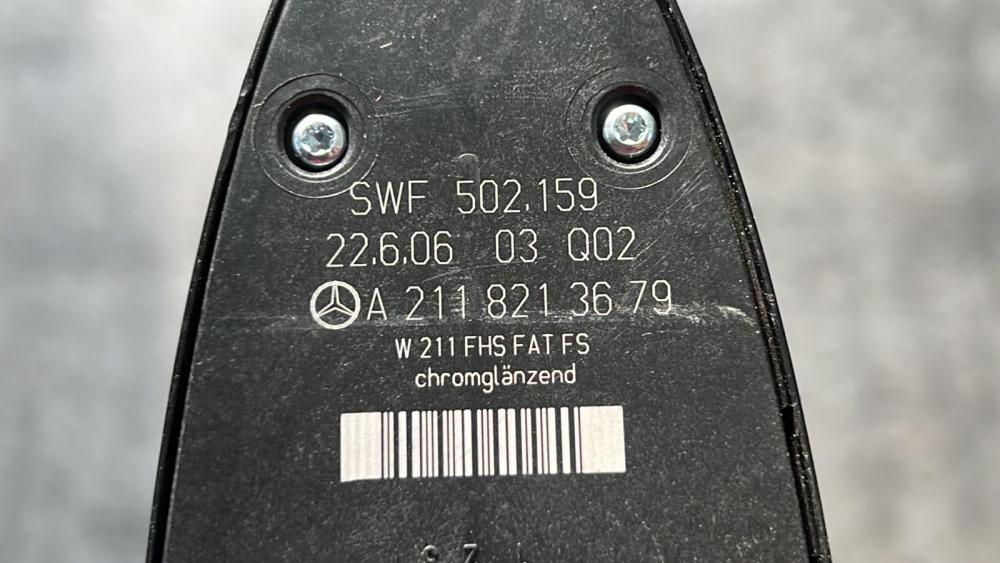 SWF 502.159
22.6.06 03 Q02
A 211 821 36 79
W 211 FHS FAT FS
chromglänzend